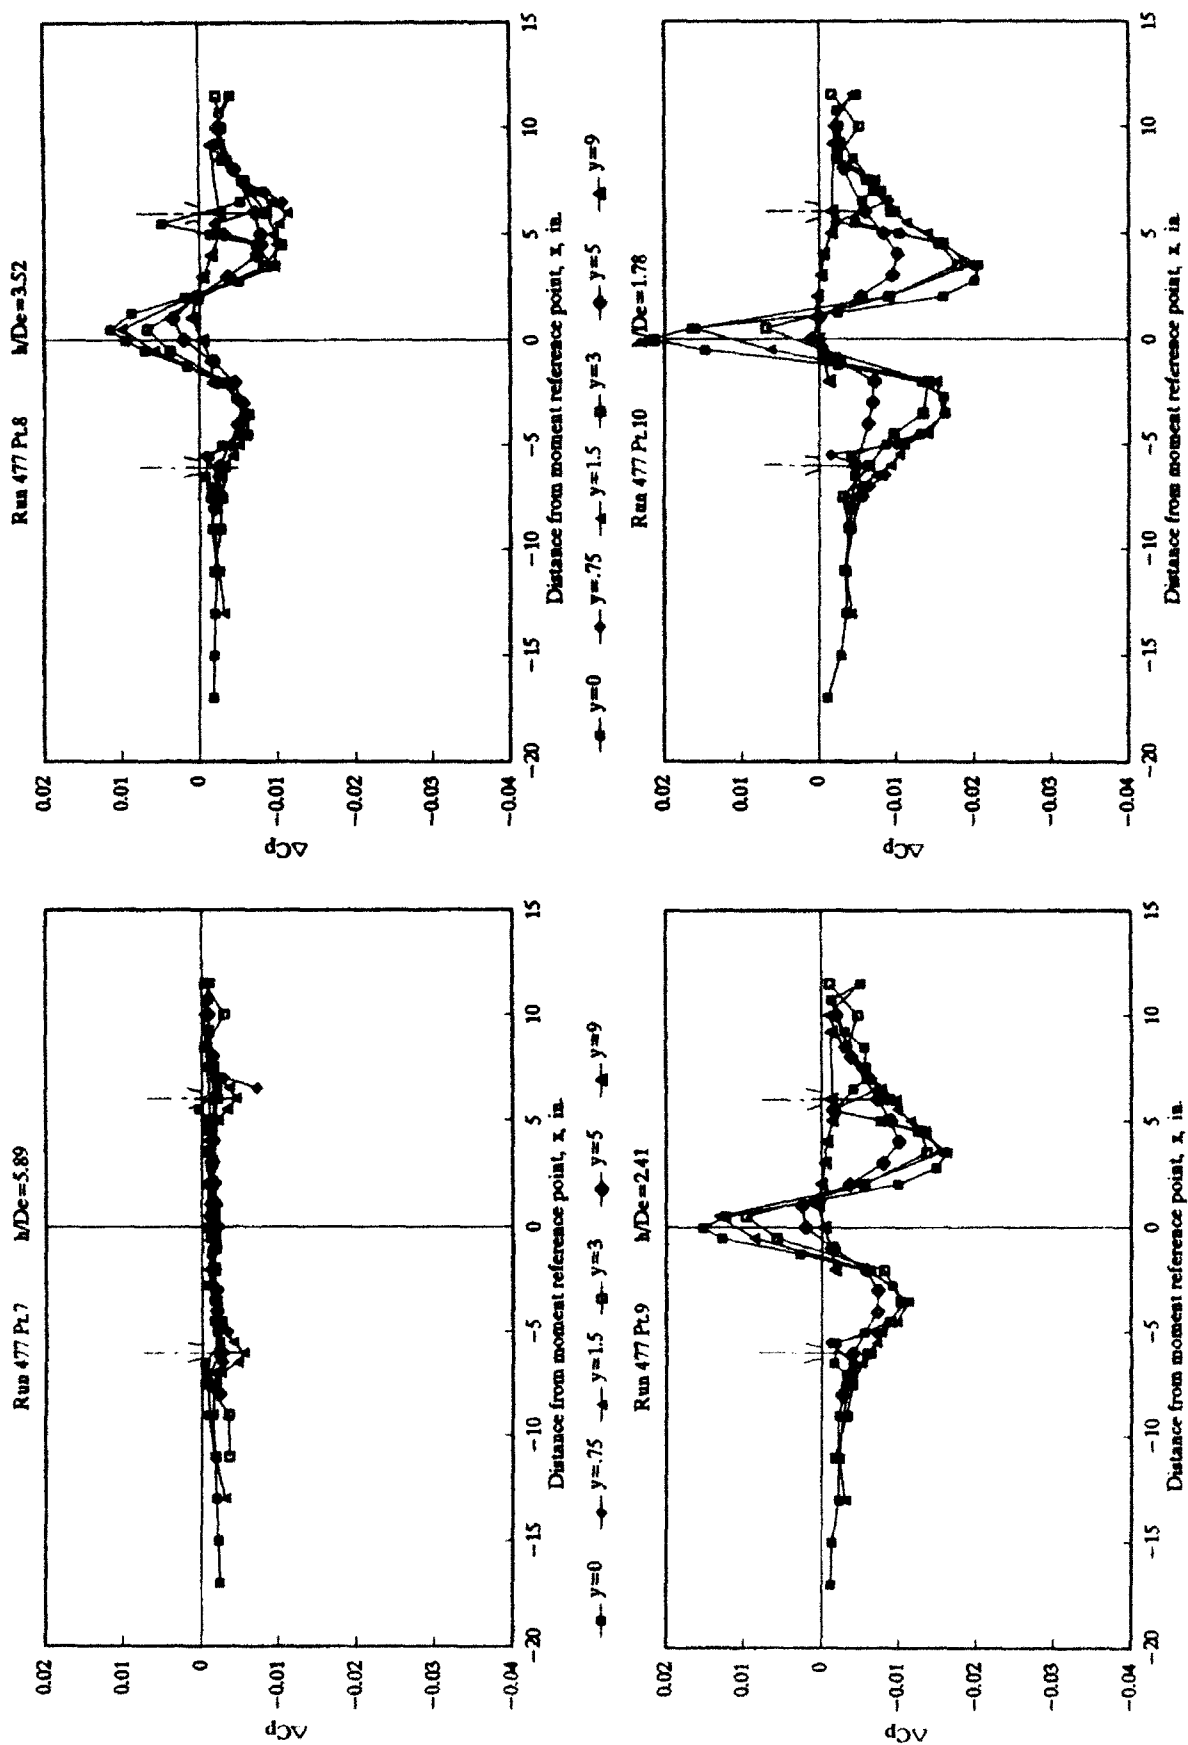 Run 477 Pt.7 h/De=5.89
0.02
0.01
0
-0.01
-0.02
-0.03
-0.04
ΔCp
-20 -15 -10 -5 0 5 10 15
Distance from moment reference point, x, in.
Run 477 Pt.8 h/De=3.52
0.02
0.01
0
-0.01
-0.02
-0.03
-0.04
ΔCp
-20 -15 -10 -5 0 5 10 15
Distance from moment reference point, x, in.
y=0 y=.75 y=1.5 y=3 y=5 y=9
y=0 y=.75 y=1.5 y=3 y=5 y=9
Run 477 Pt.9 h/De=2.41
0.02
0.01
0
-0.01
-0.02
-0.03
-0.04
ΔCp
-20 -15 -10 -5 0 5 10 15
Distance from moment reference point, x, in.
Run 477 Pt.10 h/De=1.78
0.02
0.01
0
-0.01
-0.02
-0.03
-0.04
ΔCp
-20 -15 -10 -5 0 5 10 15
Distance from moment reference point, x, in.